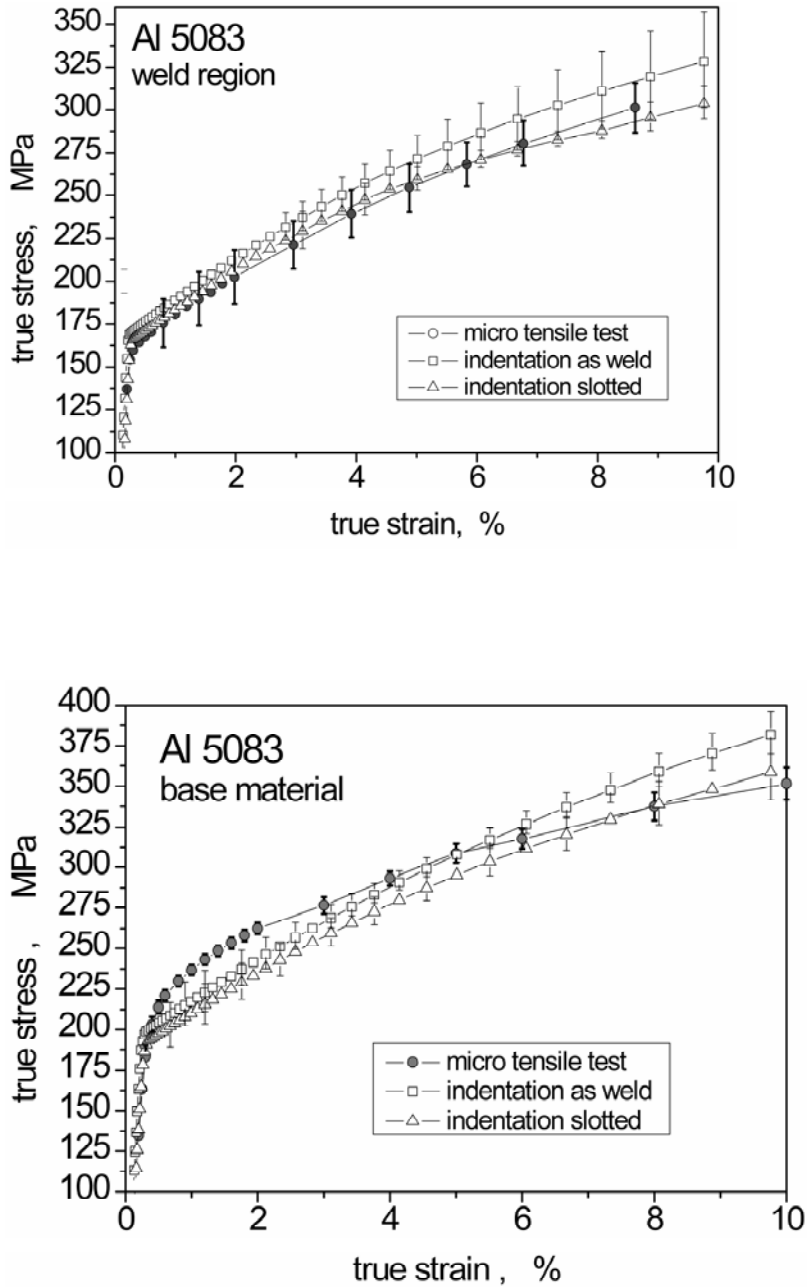 Al 5083
weld region
true stress, MPa
350
325
300
275
250
225
200
175
150
125
100
0 2 4 6 8 10
true strain, %
micro tensile test
indentation as weld
indentation slotted
Al 5083
base material
true stress , MPa
400
375
350
325
300
275
250
225
200
175
150
125
100
0 2 4 6 8 10
true strain , %
micro tensile test
indentation as weld
indentation slotted